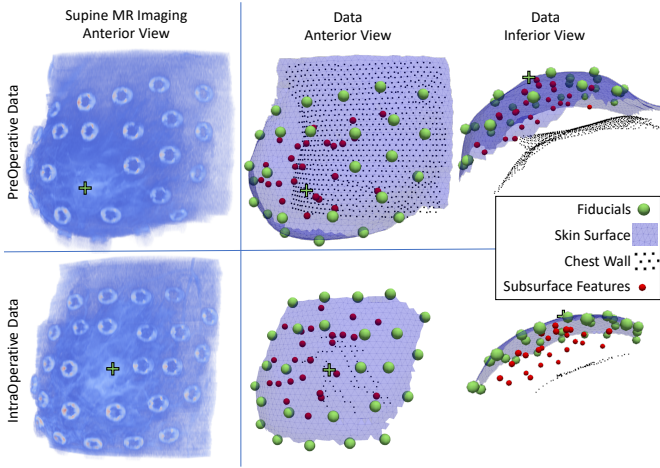 Supine MR Imaging
Anterior View
Data
Anterior View
Data
Inferior View
PreOperative Data
Fiducials
Skin Surface
Chest Wall
Subsurface Features
IntraOperative Data